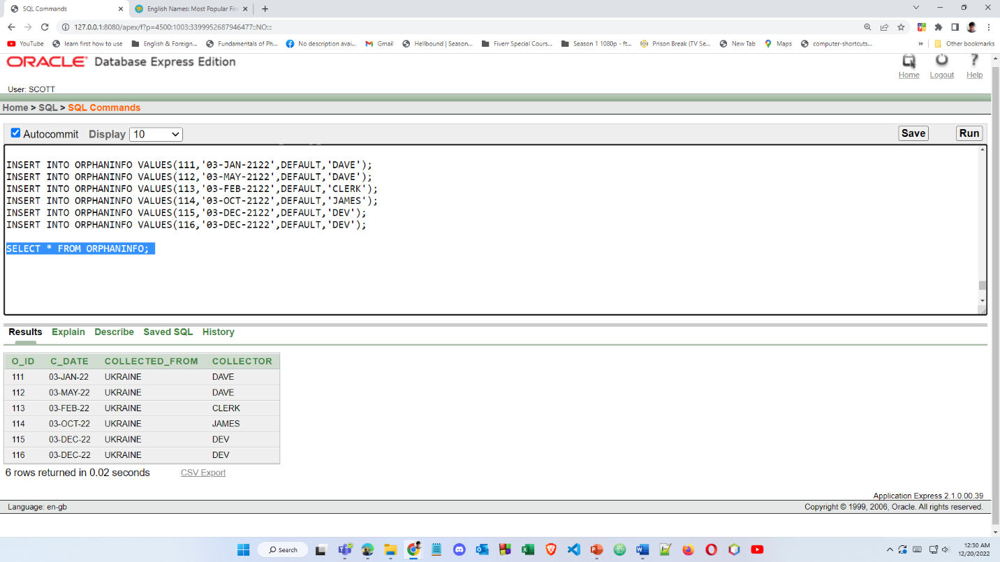 SQL Commands
English Names: Most Popular Fir
127.0.0.1:8080/apex/f?p=4500:1003:3399952687946477::NO:::
YouTube learn first how to use English & Foreign... Fundamentals of Ph... No description avai... Gmail Hellbound | Season... Fiverr Special Cours... Season 1 1080p - ft... Prison Break (TV Se... New Tab Maps computer-shortcuts... » Other bookmarks
ORACLE Database Express Edition
Home Logout Help
User: SCOTT
Home > SQL > SQL Commands
Autocommit Display 10 Save Run
INSERT INTO ORPHANINFO VALUES(111,'03-JAN-2122',DEFAULT,'DAVE');
INSERT INTO ORPHANINFO VALUES(112,'03-MAY-2122',DEFAULT,'DAVE');
INSERT INTO ORPHANINFO VALUES(113,'03-FEB-2122',DEFAULT,'CLERK');
INSERT INTO ORPHANINFO VALUES(114,'03-OCT-2122',DEFAULT,'JAMES');
INSERT INTO ORPHANINFO VALUES(115,'03-DEC-2122',DEFAULT,'DEV');
INSERT INTO ORPHANINFO VALUES(116,'03-DEC-2122',DEFAULT,'DEV');
SELECT * FROM ORPHANINFO;
Results Explain Describe Saved SQL History
O_ID C_DATE COLLECTED_FROM COLLECTOR
111 03-JAN-22 UKRAINE DAVE
112 03-MAY-22 UKRAINE DAVE
113 03-FEB-22 UKRAINE CLERK
114 03-OCT-22 UKRAINE JAMES
115 03-DEC-22 UKRAINE DEV
116 03-DEC-22 UKRAINE DEV
6 rows returned in 0.02 seconds CSV Export
Application Express 2.1.0.00.39
Language: en-gb Copyright © 1999, 2006, Oracle. All rights reserved.
Search
12:30 AM
12/20/2022